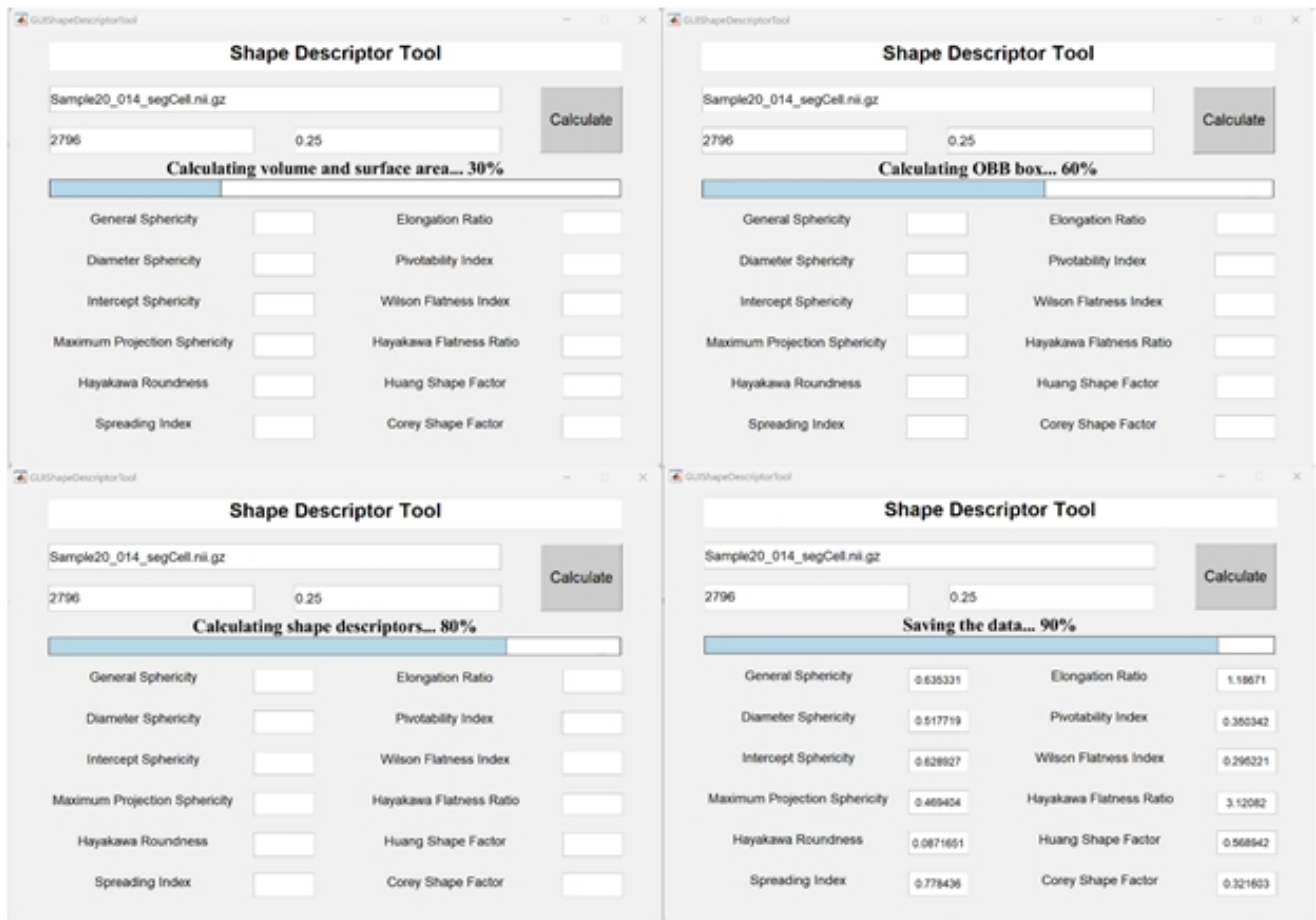 GUIShapeDescriptorTool
Shape Descriptor Tool
Sample20_014_segCell.nii.gz
Calculate
2796 0.25
Calculating volume and surface area... 30%
General Sphericity Elongation Ratio
Diameter Sphericity Pivotability Index
Intercept Sphericity Wilson Flatness Index
Maximum Projection Sphericity Hayakawa Flatness Ratio
Hayakawa Roundness Huang Shape Factor
Spreading Index Corey Shape Factor
GUIShapeDescriptorTool
Shape Descriptor Tool
Sample20_014_segCell.nii.gz
Calculate
2796 0.25
Calculating OBB box... 60%
General Sphericity Elongation Ratio
Diameter Sphericity Pivotability Index
Intercept Sphericity Wilson Flatness Index
Maximum Projection Sphericity Hayakawa Flatness Ratio
Hayakawa Roundness Huang Shape Factor
Spreading Index Corey Shape Factor
GUIShapeDescriptorTool
Shape Descriptor Tool
Sample20_014_segCell.nii.gz
Calculate
2796 0.25
Calculating shape descriptors... 80%
General Sphericity Elongation Ratio
Diameter Sphericity Pivotability Index
Intercept Sphericity Wilson Flatness Index
Maximum Projection Sphericity Hayakawa Flatness Ratio
Hayakawa Roundness Huang Shape Factor
Spreading Index Corey Shape Factor
GUIShapeDescriptorTool
Shape Descriptor Tool
Sample20_014_segCell.nii.gz
Calculate
2796 0.25
Saving the data... 90%
General Sphericity 0.635331 Elongation Ratio 1.18671
Diameter Sphericity 0.517719 Pivotability Index 0.350342
Intercept Sphericity 0.628927 Wilson Flatness Index 0.295221
Maximum Projection Sphericity 0.469404 Hayakawa Flatness Ratio 3.12082
Hayakawa Roundness 0.0871651 Huang Shape Factor 0.568942
Spreading Index 0.778436 Corey Shape Factor 0.321603